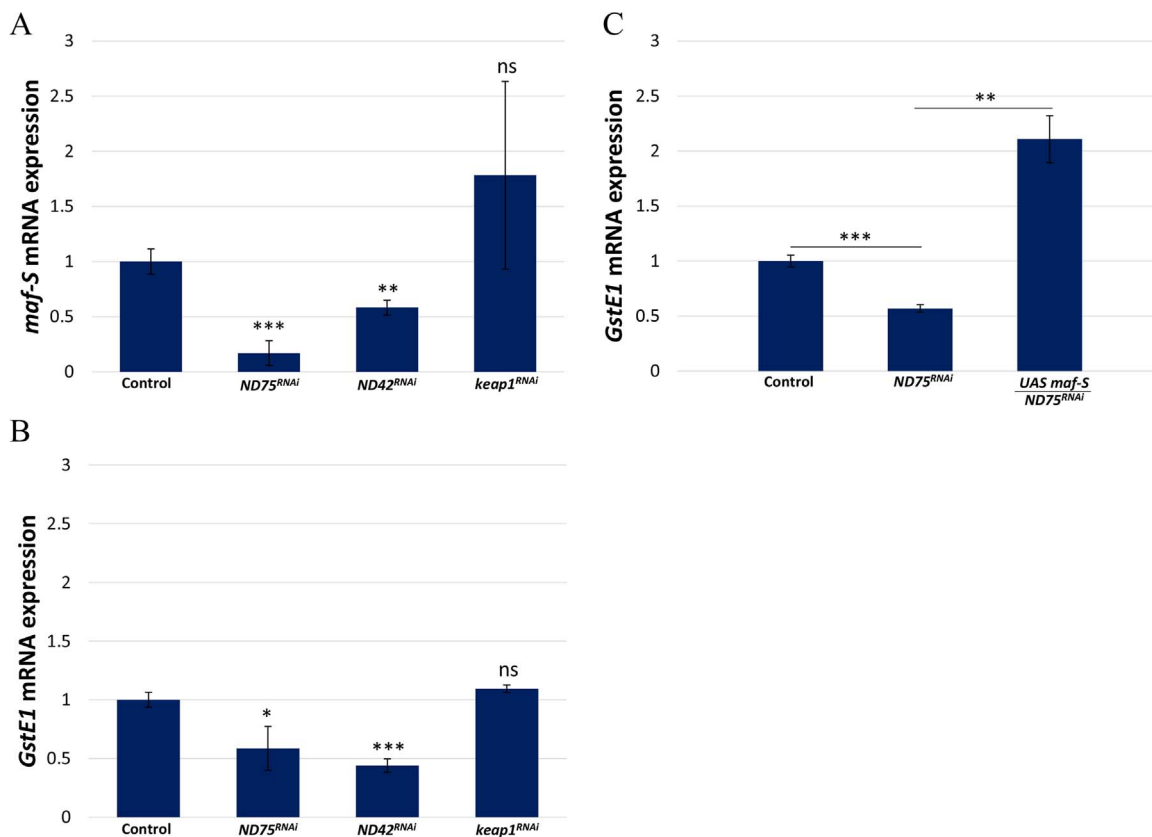 A
maf-S mRNA expression
3
2.5
2
1.5
1
0.5
0
ns
***
**
Control
ND75RNAi
ND42RNAi
keap1RNAi
B
GstE1 mRNA expression
3
2.5
2
1.5
1
0.5
0
*
***
ns
Control
ND75RNAi
ND42RNAi
keap1RNAi
C
GstE1 mRNA expression
3
2.5
2
1.5
1
0.5
0
***
**
Control
ND75RNAi
UAS maf-S
ND75RNAi